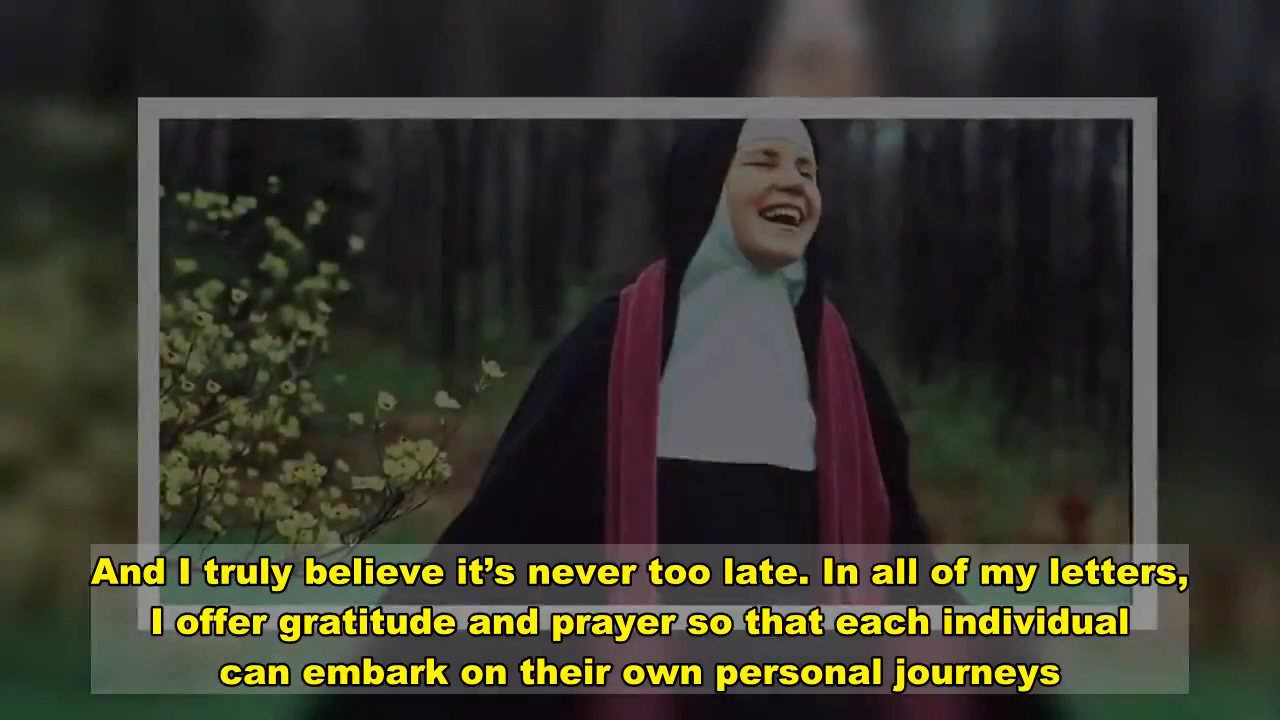 And I truly believe it’s never too late. In all of my letters,
I offer gratitude and prayer so that each individual
can embark on their own personal journeys